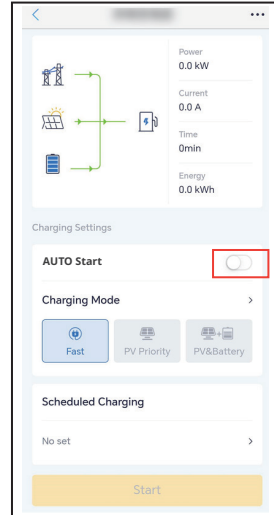 Power
0.0 kW
Current
0.0 A
Time
0min
Energy
0.0 kWh
Charging Settings
AUTO Start
Charging Mode
Fast
PV Priority
PV&Battery
Scheduled Charging
No set
Start